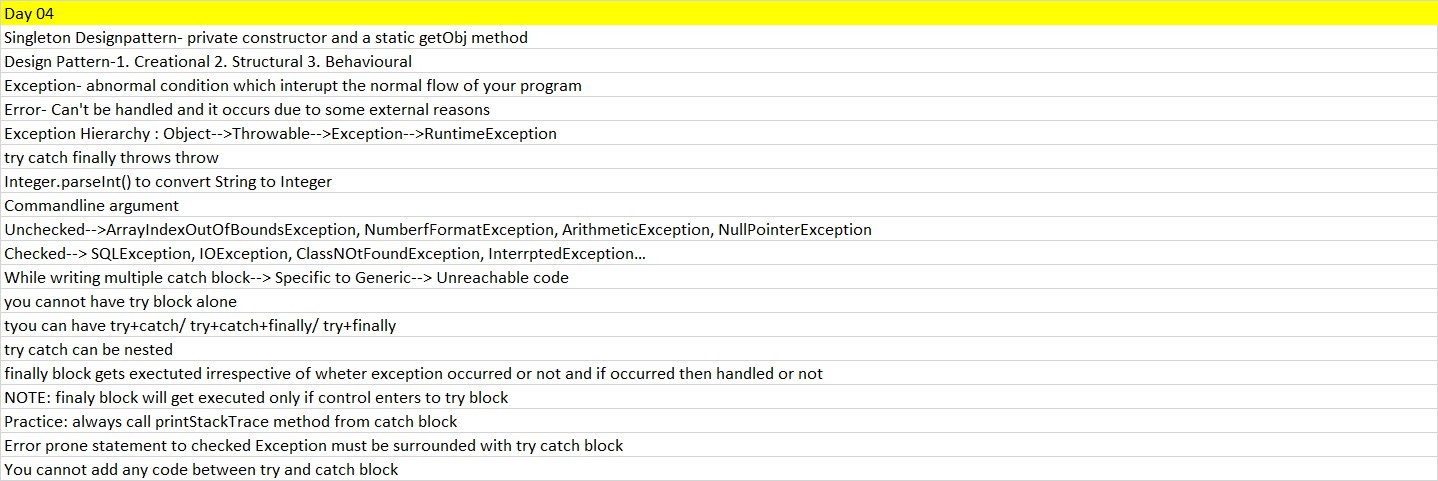 Day 04
Singleton Designpattern- private constructor and a static getObj method
Design Pattern-1. Creational 2. Structural 3. Behavioural
Exception- abnormal condition which interupt the normal flow of your program
Error- Can't be handled and it occurs due to some external reasons
Exception Hierarchy : Object-->Throwable-->Exception-->RuntimeException
try catch finally throws throw
Integer.parseInt() to convert String to Integer
Commandline argument
Unchecked-->ArrayIndexOutOfBoundsException, NumberfFormatException, ArithmeticException, NullPointerException
Checked--> SQLException, IOException, ClassNOtFoundException, InterrptedException...
While writing multiple catch block--> Specific to Generic--> Unreachable code
you cannot have try block alone
tyou can have try+catch/ try+catch+finally/ try+finally
try catch can be nested
finally block gets exectuted irrespective of wheter exception occurred or not and if occurred then handled or not
NOTE: finaly block will get executed only if control enters to try block
Practice: always call printStackTrace method from catch block
Error prone statement to checked Exception must be surrounded with try catch block
You cannot add any code between try and catch block